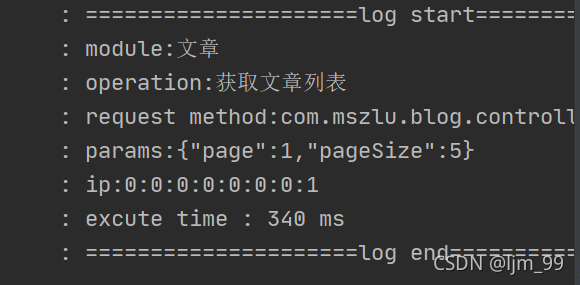 : =====================log start=========
: module:文章
: operation:获取文章列表
: request method:com.mszlu.blog.controll
: params:{"page":1,"pageSize":5}
: ip:0:0:0:0:0:0:0:1
: excute time : 340 ms
: =====================log end==========
CSDN @ljm_99